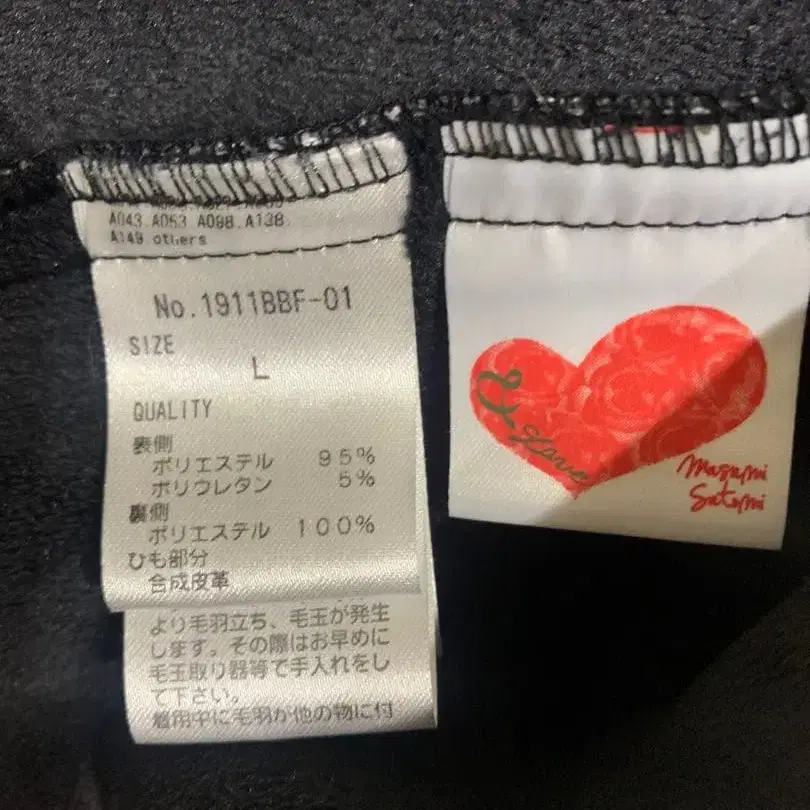 A043.A053.A098.A138.
A149.others
No.1911BBF-01
SIZE
L
QUALITY
表側
ポリエステル 95%
ポリウレタン 5%
裏側
ポリエステル 100%
ひも部分
合成皮革
より毛羽立ち、毛玉が発生
します。その際はお早めに
毛玉取り器等で手入れをし
て下さい。
着用中に毛羽が他の物に付
Love
Masumi
Satomi